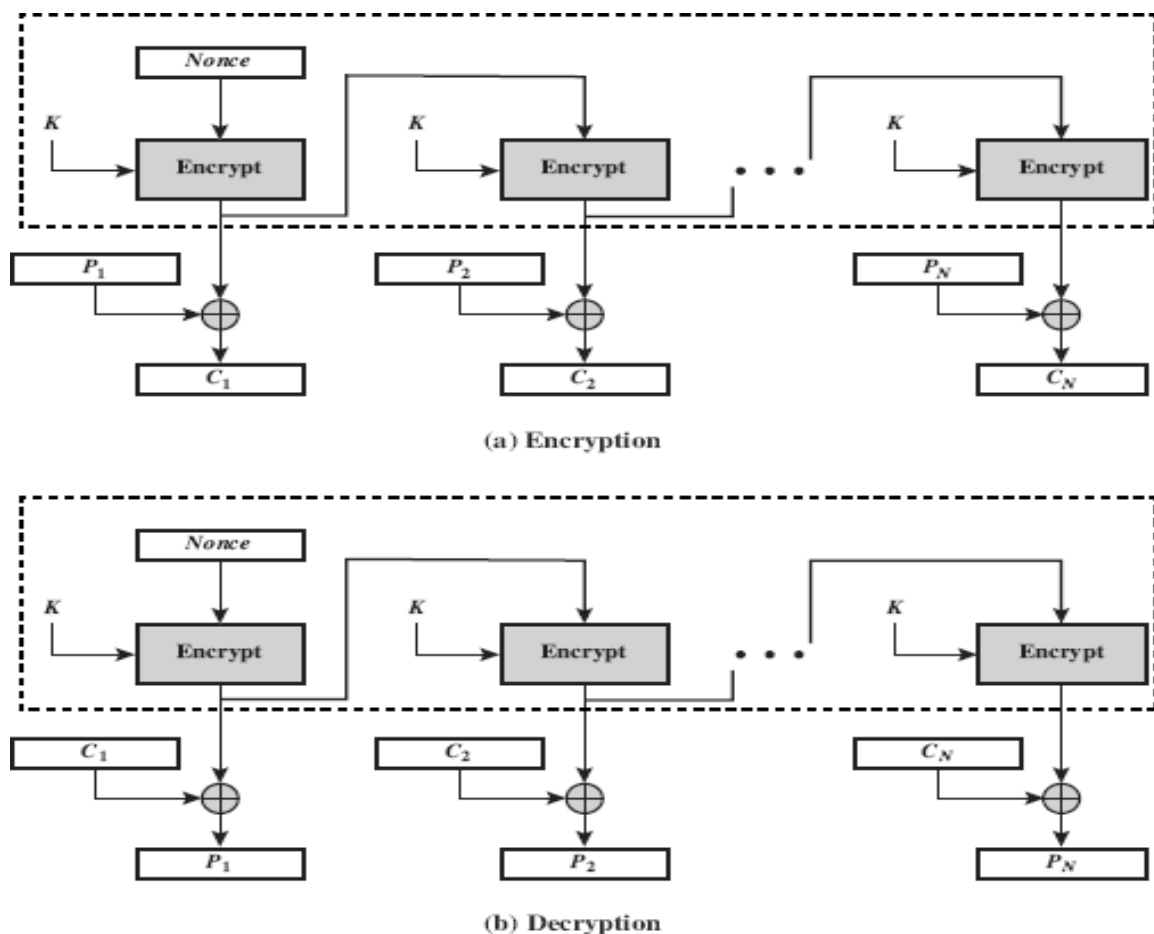 Nonce
K K K
Encrypt Encrypt • • • Encrypt
P1 P2 PN
C1 C2 CN
(a) Encryption
Nonce
K K K
Encrypt Encrypt • • • Encrypt
C1 C2 CN
P1 P2 PN
(b) Decryption